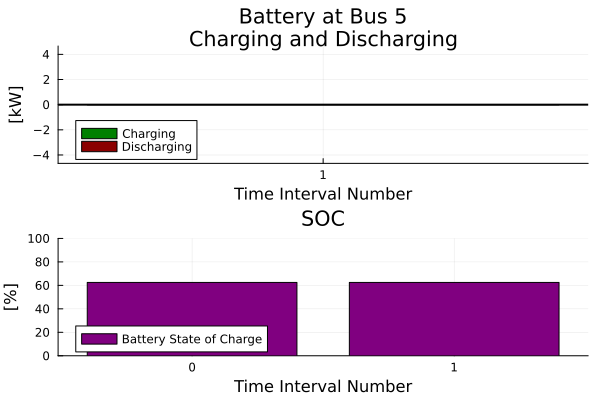 Battery at Bus 5
Charging and Discharging
4
2
0
−2
−4
[kW]
Charging
Discharging
1
Time Interval Number
SOC
100
80
60
40
20
0
[%]
Battery State of Charge
0 1
Time Interval Number